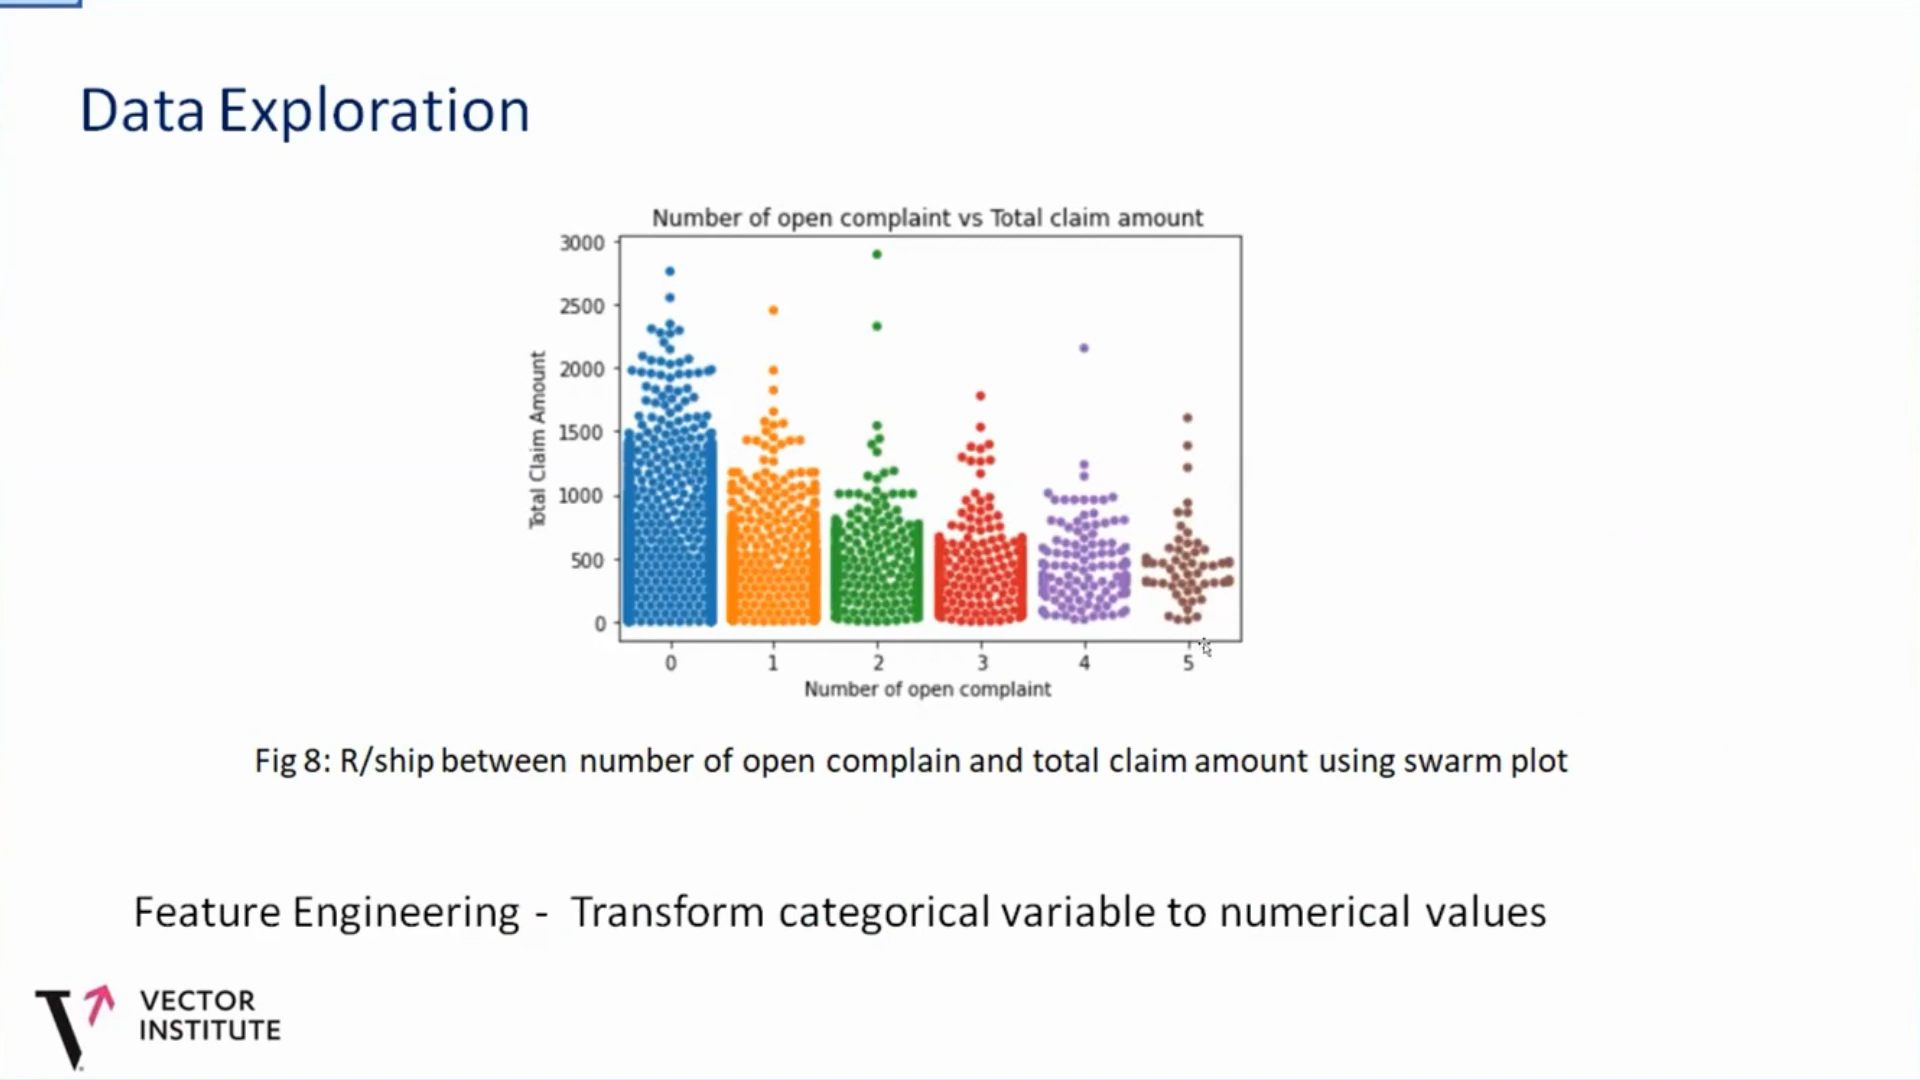 Data Exploration
Number of open complaint vs Total claim amount
3000
2500
2000
1500
1000
500
0
Total Claim Amount
0 1 2 3 4 5
Number of open complaint
Fig 8: R/ship between number of open complain and total claim amount using swarm plot
Feature Engineering - Transform categorical variable to numerical values
VECTOR
INSTITUTE